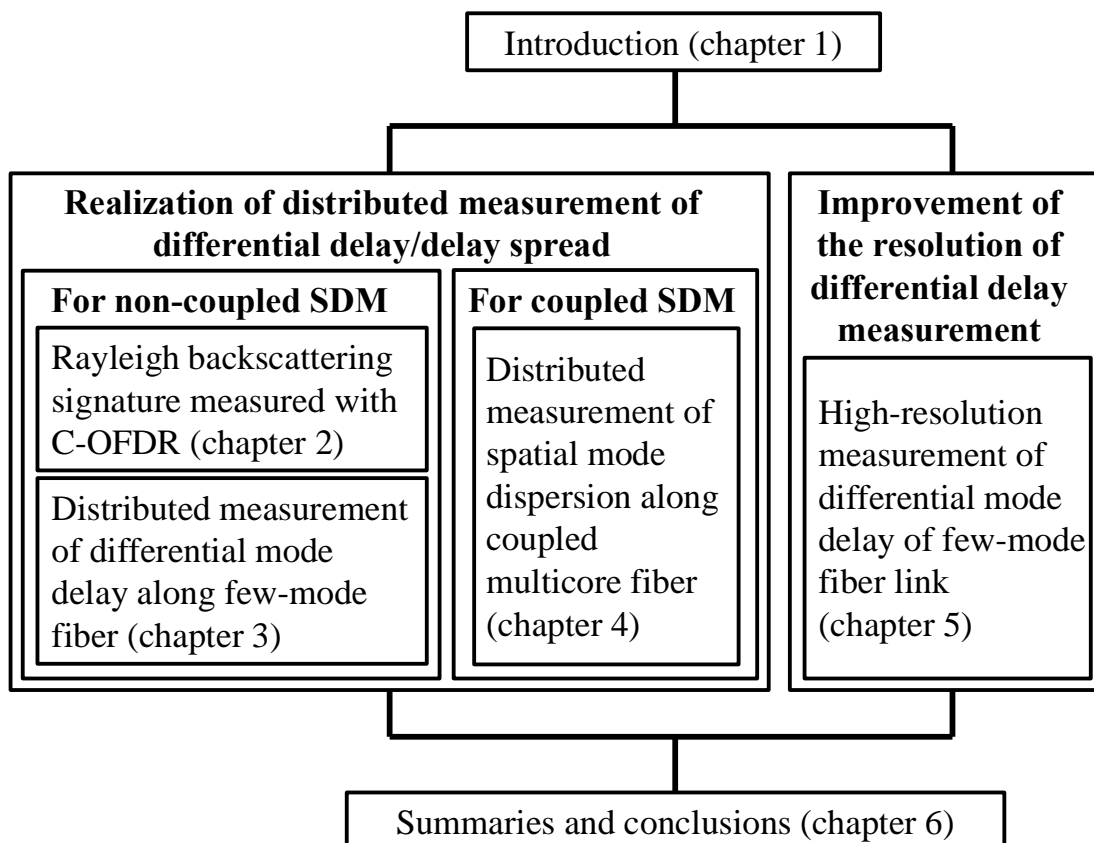 Introduction (chapter 1)
Realization of distributed measurement of
differential delay/delay spread
For non-coupled SDM
Rayleigh backscattering
signature measured with
C-OFDR (chapter 2)
Distributed measurement
of differential mode
delay along few-mode
fiber (chapter 3)
For coupled SDM
Distributed
measurement of
spatial mode
dispersion along
coupled
multicore fiber
(chapter 4)
Improvement of
the resolution of
differential delay
measurement
High-resolution
measurement of
differential mode
delay of few-mode
fiber link
(chapter 5)
Summaries and conclusions (chapter 6)